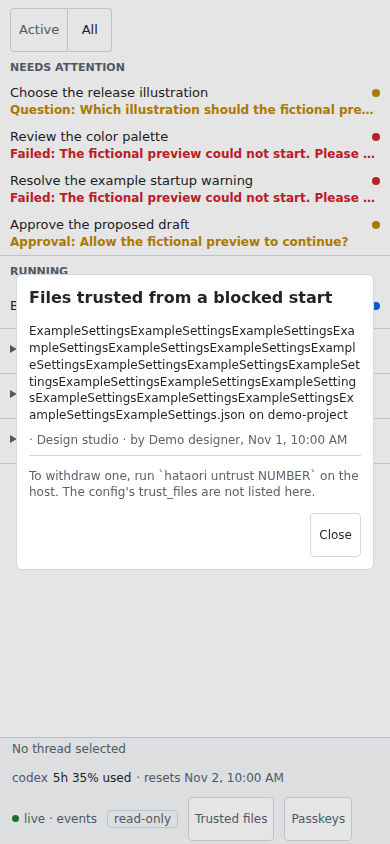 Active All
NEEDS ATTENTION
Choose the release illustration
Question: Which illustration should the fictional pre…
Review the color palette
Failed: The fictional preview could not start. Please …
Resolve the example startup warning
Failed: The fictional preview could not start. Please …
Approve the proposed draft
Approval: Allow the fictional preview to continue?
RUNNING
Files trusted from a blocked start
ExampleSettingsExampleSettingsExampleSettingsExa
mpleSettingsExampleSettingsExampleSettingsExampl
eSettingsExampleSettingsExampleSettingsExampleSet
tingsExampleSettingsExampleSettingsExampleSetting
sExampleSettingsExampleSettingsExampleSettingsEx
ampleSettingsExampleSettings.json on demo-project
· Design studio · by Demo designer, Nov 1, 10:00 AM
To withdraw one, run `hataori untrust NUMBER` on the
host. The config's trust_files are not listed here.
Close
No thread selected
codex 5h 35% used · resets Nov 2, 10:00 AM
live · events read-only Trusted files Passkeys